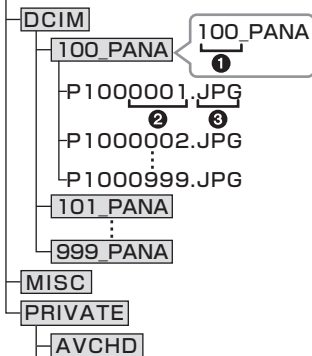 DCIM
100_PANA
100_PANA
❶
P1000001.JPG
❷ ❸
P1000002.JPG
P1000999.JPG
101_PANA
999_PANA
MISC
PRIVATE
AVCHD